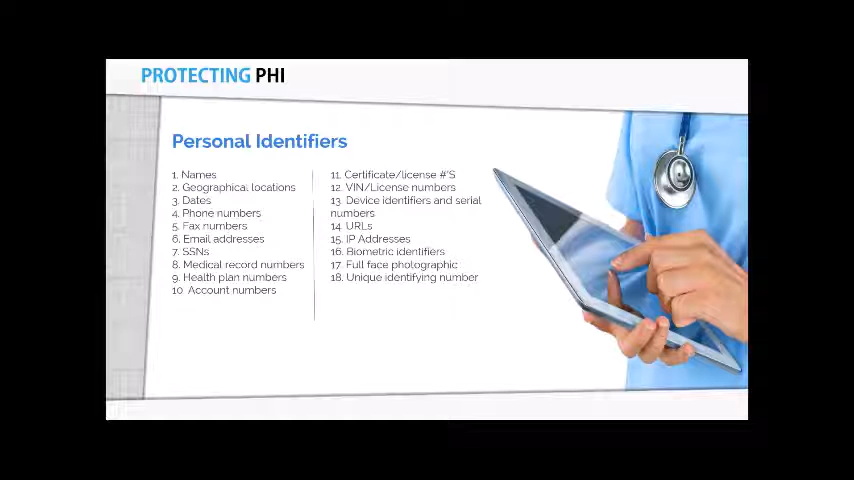 PROTECTING PHI
Personal Identifiers
1. Names
2. Geographical locations
3. Dates
4. Phone numbers
5. Fax numbers
6. Email addresses
7. SSNs
8. Medical record numbers
9. Health plan numbers
10. Account numbers
11. Certificate/license #'S
12. VIN/License numbers
13. Device identifiers and serial
numbers
14. URLs
15. IP Addresses
16. Biometric identifiers
17. Full face photographic
18. Unique identifying number